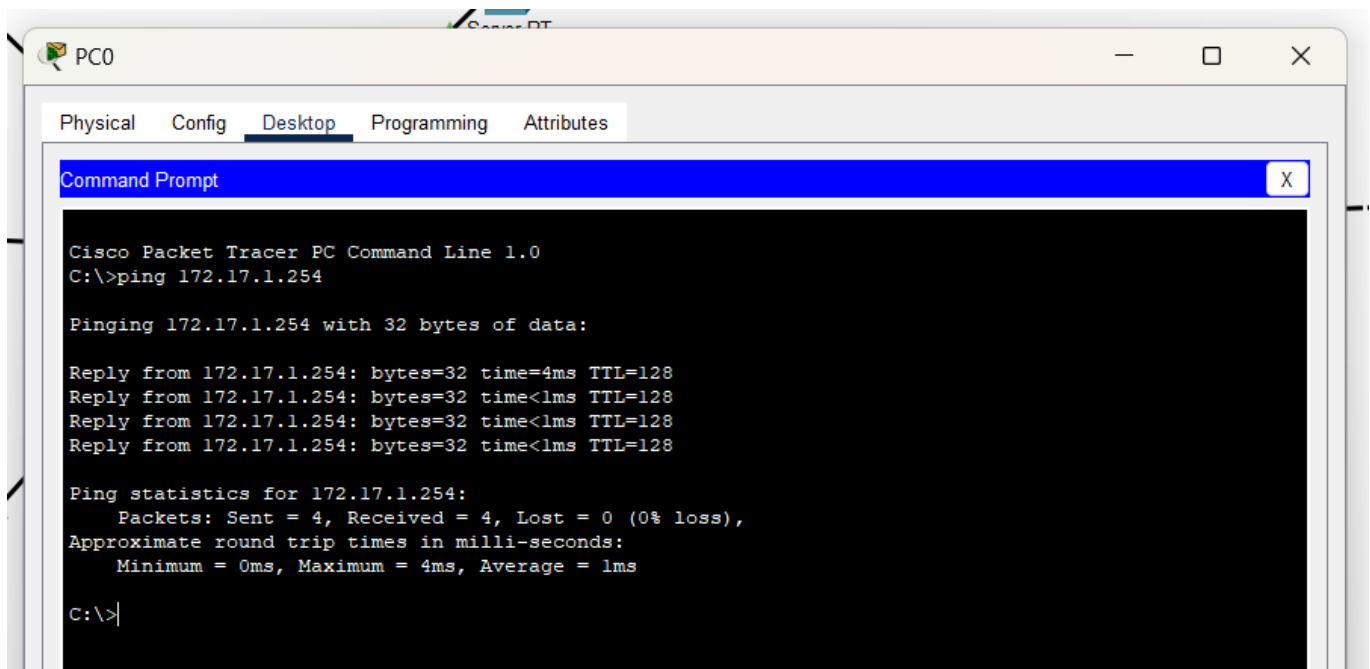 PC0
Physical Config Desktop Programming Attributes
Command Prompt
X
Cisco Packet Tracer PC Command Line 1.0
C:\>ping 172.17.1.254
Pinging 172.17.1.254 with 32 bytes of data:
Reply from 172.17.1.254: bytes=32 time=4ms TTL=128
Reply from 172.17.1.254: bytes=32 time<1ms TTL=128
Reply from 172.17.1.254: bytes=32 time<1ms TTL=128
Reply from 172.17.1.254: bytes=32 time<1ms TTL=128
Ping statistics for 172.17.1.254:
Packets: Sent = 4, Received = 4, Lost = 0 (0% loss),
Approximate round trip times in milli-seconds:
Minimum = 0ms, Maximum = 4ms, Average = 1ms
C:\>